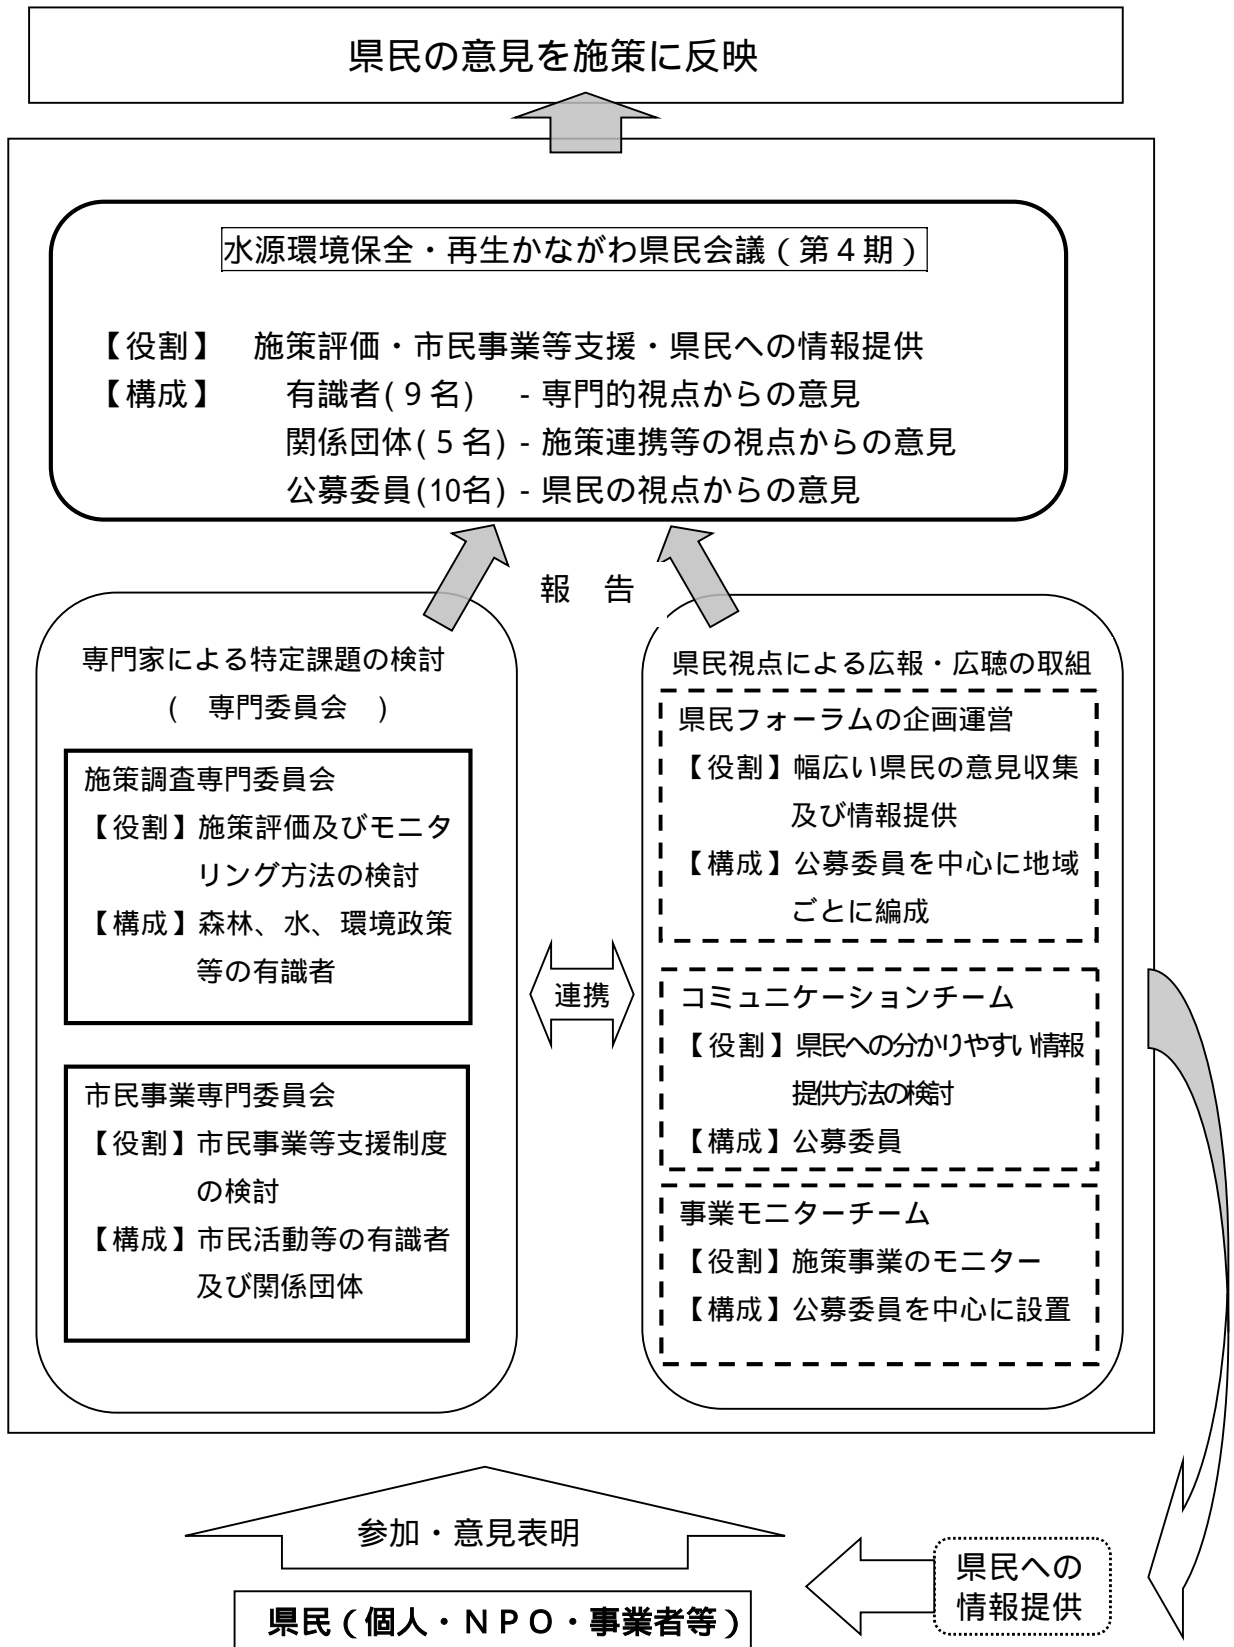 県民の意見を施策に反映
水源環境保全・再生かながわ県民会議（第４期）
【役割】　施策評価・市民事業等支援・県民への情報提供
【構成】　有識者(９名)　- 専門的視点からの意見
関係団体(５名) - 施策連携等の視点からの意見
公募委員(10名) - 県民の視点からの意見
報　告
専門家による特定課題の検討
(　専門委員会　)
施策調査専門委員会
【役割】施策評価及びモニタ
リング方法の検討
【構成】森林、水、環境政策
等の有識者
市民事業専門委員会
【役割】市民事業等支援制度
の検討
【構成】市民活動等の有識者
及び関係団体
連携
県民視点による広報・広聴の取組
県民フォーラムの企画運営
【役割】幅広い県民の意見収集
及び情報提供
【構成】公募委員を中心に地域
ごとに編成
コミュニケーションチーム
【役割】県民への分かりやすい情報
提供方法の検討
【構成】公募委員
事業モニターチーム
【役割】施策事業のモニター
【構成】公募委員を中心に設置
参加・意見表明
県民（個人・ＮＰＯ・事業者等）
県民への
情報提供